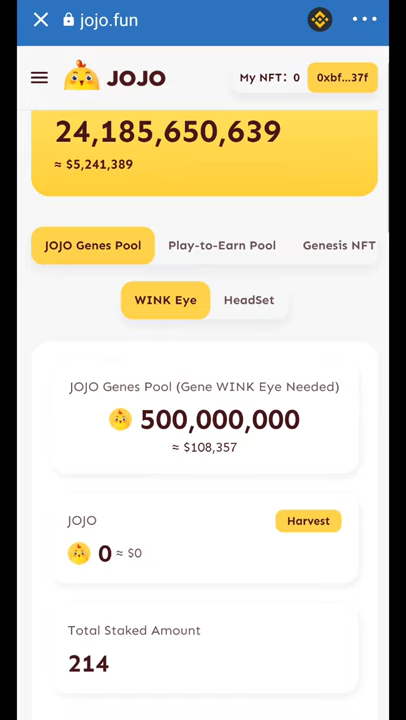 jojo.fun
JOJO
My NFT: 0
0xbf...37f
24,185,650,639
≈ $5,241,389
JOJO Genes Pool
Play-to-Earn Pool
Genesis NFT
WINK Eye
HeadSet
JOJO Genes Pool (Gene WINK Eye Needed)
500,000,000
≈ $108,357
JOJO
Harvest
0 ≈ $0
Total Staked Amount
214